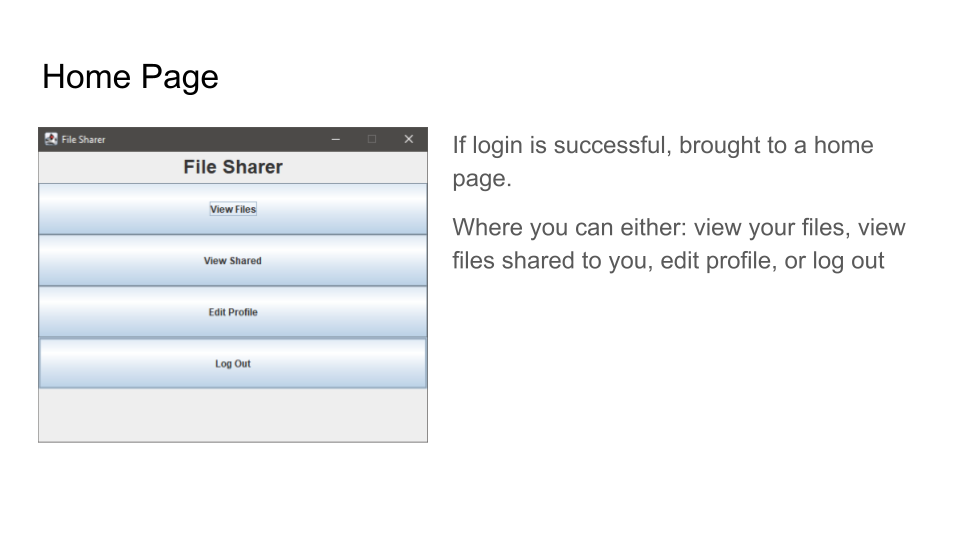 Home Page
File Sharer
File Sharer
View Files
View Shared
Edit Profile
Log Out
If login is successful, brought to a home
page.
Where you can either: view your files, view
files shared to you, edit profile, or log out